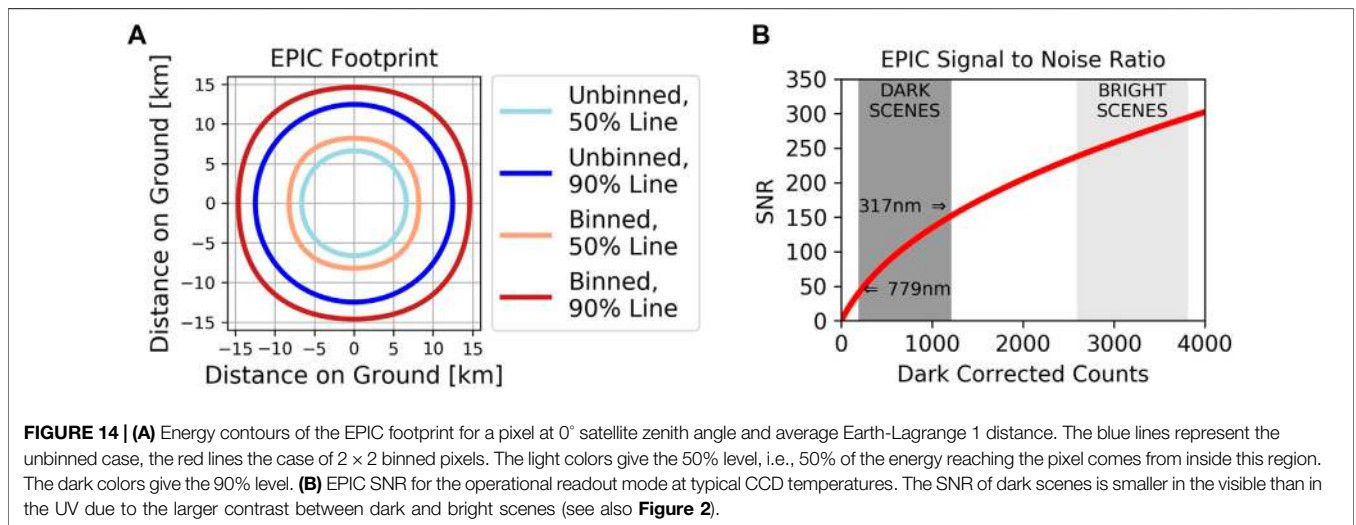 A
EPIC Footprint
Distance on Ground [km]
15
10
5
0
−5
−10
−15
−15 −10 −5 0 5 10 15
Distance on Ground [km]
Unbinned,
50% Line
Unbinned,
90% Line
Binned,
50% Line
Binned,
90% Line
B
EPIC Signal to Noise Ratio
SNR
350
300
250
200
150
100
50
0
DARK
SCENES
BRIGHT
SCENES
317nm ⇒
⇐ 779nm
0 1000 2000 3000 4000
Dark Corrected Counts
FIGURE 14 | (A) Energy contours of the EPIC footprint for a pixel at 0° satellite zenith angle and average Earth-Lagrange 1 distance. The blue lines represent the
unbinned case, the red lines the case of 2 × 2 binned pixels. The light colors give the 50% level, i.e., 50% of the energy reaching the pixel comes from inside this region.
The dark colors give the 90% level. (B) EPIC SNR for the operational readout mode at typical CCD temperatures. The SNR of dark scenes is smaller in the visible than in
the UV due to the larger contrast between dark and bright scenes (see also Figure 2).